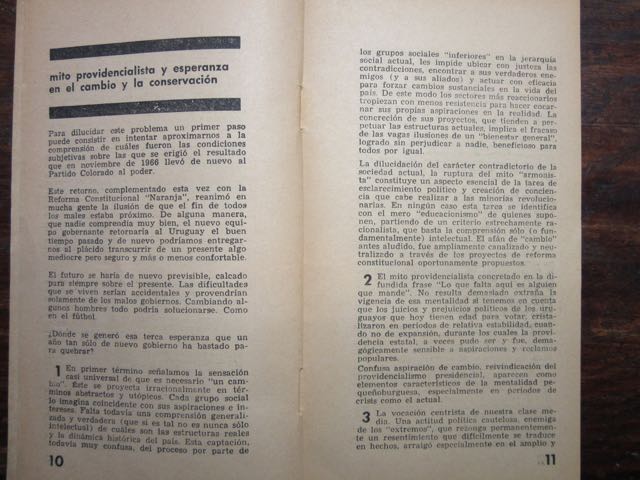 mito providencialista y esperanza
en el cambio y la conservación
Para dilucidar este problema un primer paso
puede consistir en intentar aproximarnos a la
comprensión de cuáles fueron las condiciones
subjetivas sobre las que se erigió el resultado
que en noviembre de 1966 llevó de nuevo al
Partido Colorado al poder.
Este retorno, complementado esta vez con la
Reforma Constitucional "Naranja", reanimó en
mucha gente la ilusión de que el fin de todos
los males estaba próximo. De alguna manera,
que nadie comprendía muy bien, el nuevo equi-
po gobernante retornaría al Uruguay el buen
tiempo pasado y de nuevo podríamos entregar-
nos al plácido transcurrir de un presente algo
mediocre pero seguro y más o menos confortable.
El futuro se haría de nuevo previsible, calcado
para siempre sobre el presente. Las dificultades
que se viven serían accidentales y provendrían
solamente de los malos gobiernos. Cambiando al-
gunos hombres todo podría solucionarse. Como
en el fútbol.
¿Dónde se generó esa terca esperanza que un
año tan sólo de nuevo gobierno ha bastado pa-
ra quebrar?
1 En primer término señalamos la sensación
casi universal de que es necesario "un cam-
bio". Este se proyecta irracionalmente en tér-
minos abstractos y utópicos. Cada grupo social
lo imagina coincidente con sus aspiraciones e in-
tereses. Falta todavía una comprensión generali-
zada y verdadera (que si es tal no es nunca sólo
intelectual) de cuáles son las estructuras reales
y la dinámica histórica del país. Esta captación,
todavía muy confusa, del proceso por parte de
10
los grupos sociales "inferiores" en la jerarquía
social actual, les impide ubicar con justeza las
contradicciones, encontrar a sus verdaderos ene-
migos (y a sus aliados) y actuar con eficacia
para forzar cambios sustanciales en la vida del
país. De este modo los sectores más reaccionarios
tropiezan con menos resistencia para hacer encar-
nar sus propias aspiraciones en la realidad. La
concreción de sus proyectos, que tienden a per-
petuar las estructuras actuales, implica el fracaso
de las vagas ilusiones de un "bienestar general",
logrado sin perjudicar a nadie, beneficioso para
todos por igual.
La dilucidación del carácter contradictorio de la
sociedad actual, la ruptura del mito "armonis-
ta" constituye un aspecto esencial de la tarea de
esclarecimiento político y creación de concien-
cia que cabe realizar a las minorías revoluciona-
rias. En ningún caso esta tarea se identifica
con el mero "educacionismo" de quienes supo-
nen, partiendo de un criterio ramplonamente ra-
cionalista, que basta la comprensión sólo (o fun-
damentalmente) intelectual. El afán de "cambio"
antes aludido, fue ampliamente canalizado y neu-
tralizado a través de los proyectos de reforma
constitucional oportunamente propuestos.
2 El mito providencialista concretado en la di-
fundida frase "Lo que falta aquí es alguien
que mande". No resulta demasiado extraña la
vigencia de esa mentalidad si tenemos en cuenta
que los juicios y prejuicios políticos de los uru-
guayos que hoy tienen edad para votar, crista-
lizaron en períodos de relativa estabilidad, cuan-
do no de expansión, durante los cuales la provi-
dencia estatal, a veces pudo ser y fue, dema-
gógicamente sensible a aspiraciones y reclamos
populares.
Confusa aspiración de cambio, reivindicación del
providencialismo presidencial, aparecen como
elementos característicos de la mentalidad pe-
queñoburguesa, especialmente en períodos de
crisis como el actual.
3 La vocación centrista de nuestra clase me-
dia. Una actitud política cautelosa, enemiga
de los "extremos", que rezonga permanentemen-
te un resentimiento que difícilmente se traduce
en hechos, arraigó especialmente en el amplio y
11